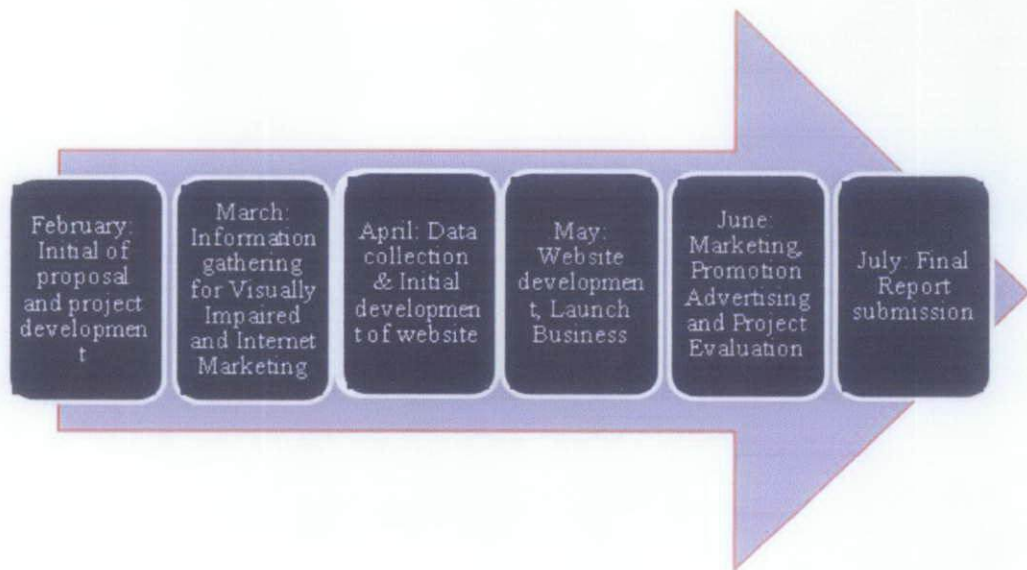 February:
Initial of
proposal
and project
developmen
t
March:
Information
gathering
for Visually
Impaired
and Internet
Marketing
April: Data
collection
& Initial
developmen
t of website
May:
Website
developmen
t, Launch
Business
June:
Marketing,
Promotion
Advertising
and Project
Evaluation
July: Final
Report
submission